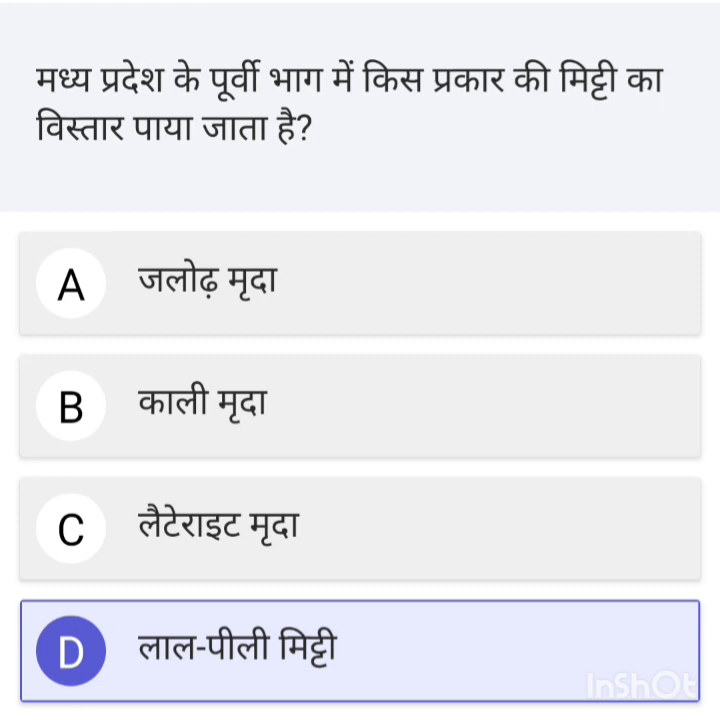 मध्य प्रदेश के पूर्वी भाग में किस प्रकार की मिट्टी का
विस्तार पाया जाता है?
A जलोढ़ मृदा
B काली मृदा
C लैटेराइट मृदा
D लाल-पीली मिट्टी
InShOt